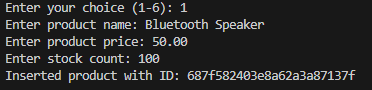 Enter your choice (1-6): 1
Enter product name: Bluetooth Speaker
Enter product price: 50.00
Enter stock count: 100
Inserted product with ID: 687f582403e8a62a3a87137f